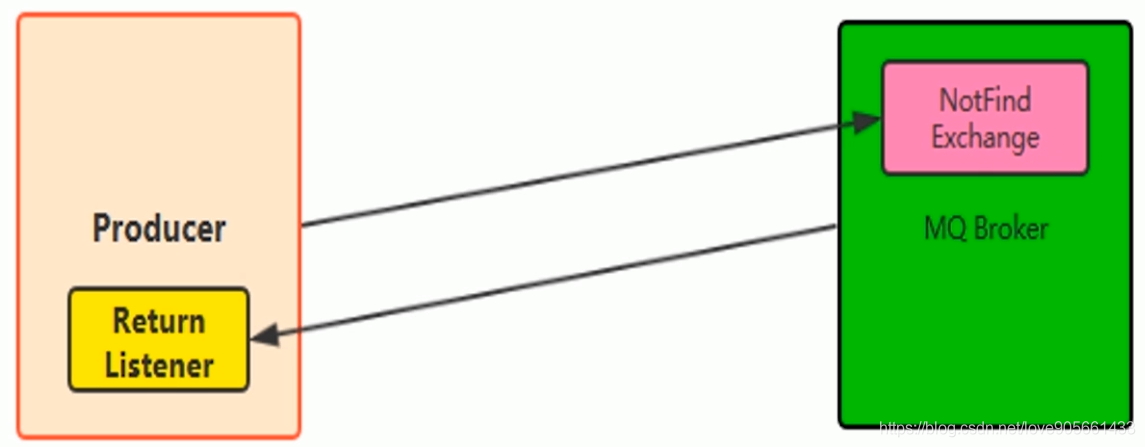 NotFind
Exchange
Producer
MQ Broker
Return
Listener
https://blog.csdn.net/love905661433